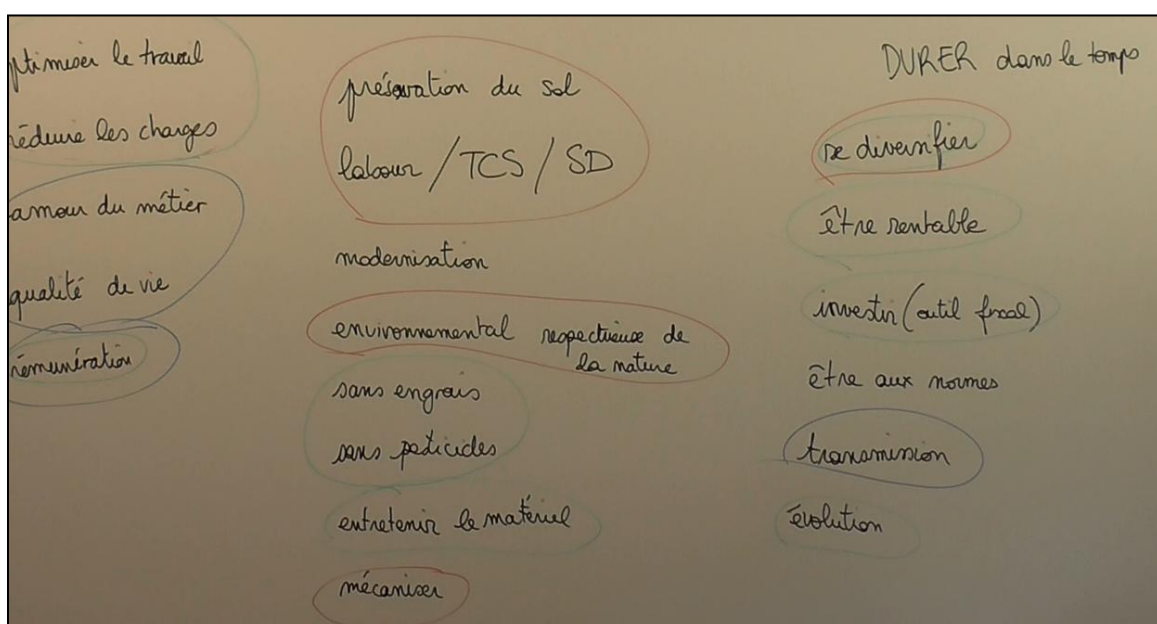 ptimiser le travail
réduire les charges
amour du métier
qualité de vie
rémunération
préservation du sol
labour / TCS / SD
modernisation
environnemental respectueuse de
la nature
sans engrais
sans peticides
entretenir le matériel
mécaniser
DURER dans le temps
se diversifier
être rentable
investir (outil fiscal)
être aux normes
transmission
évolution